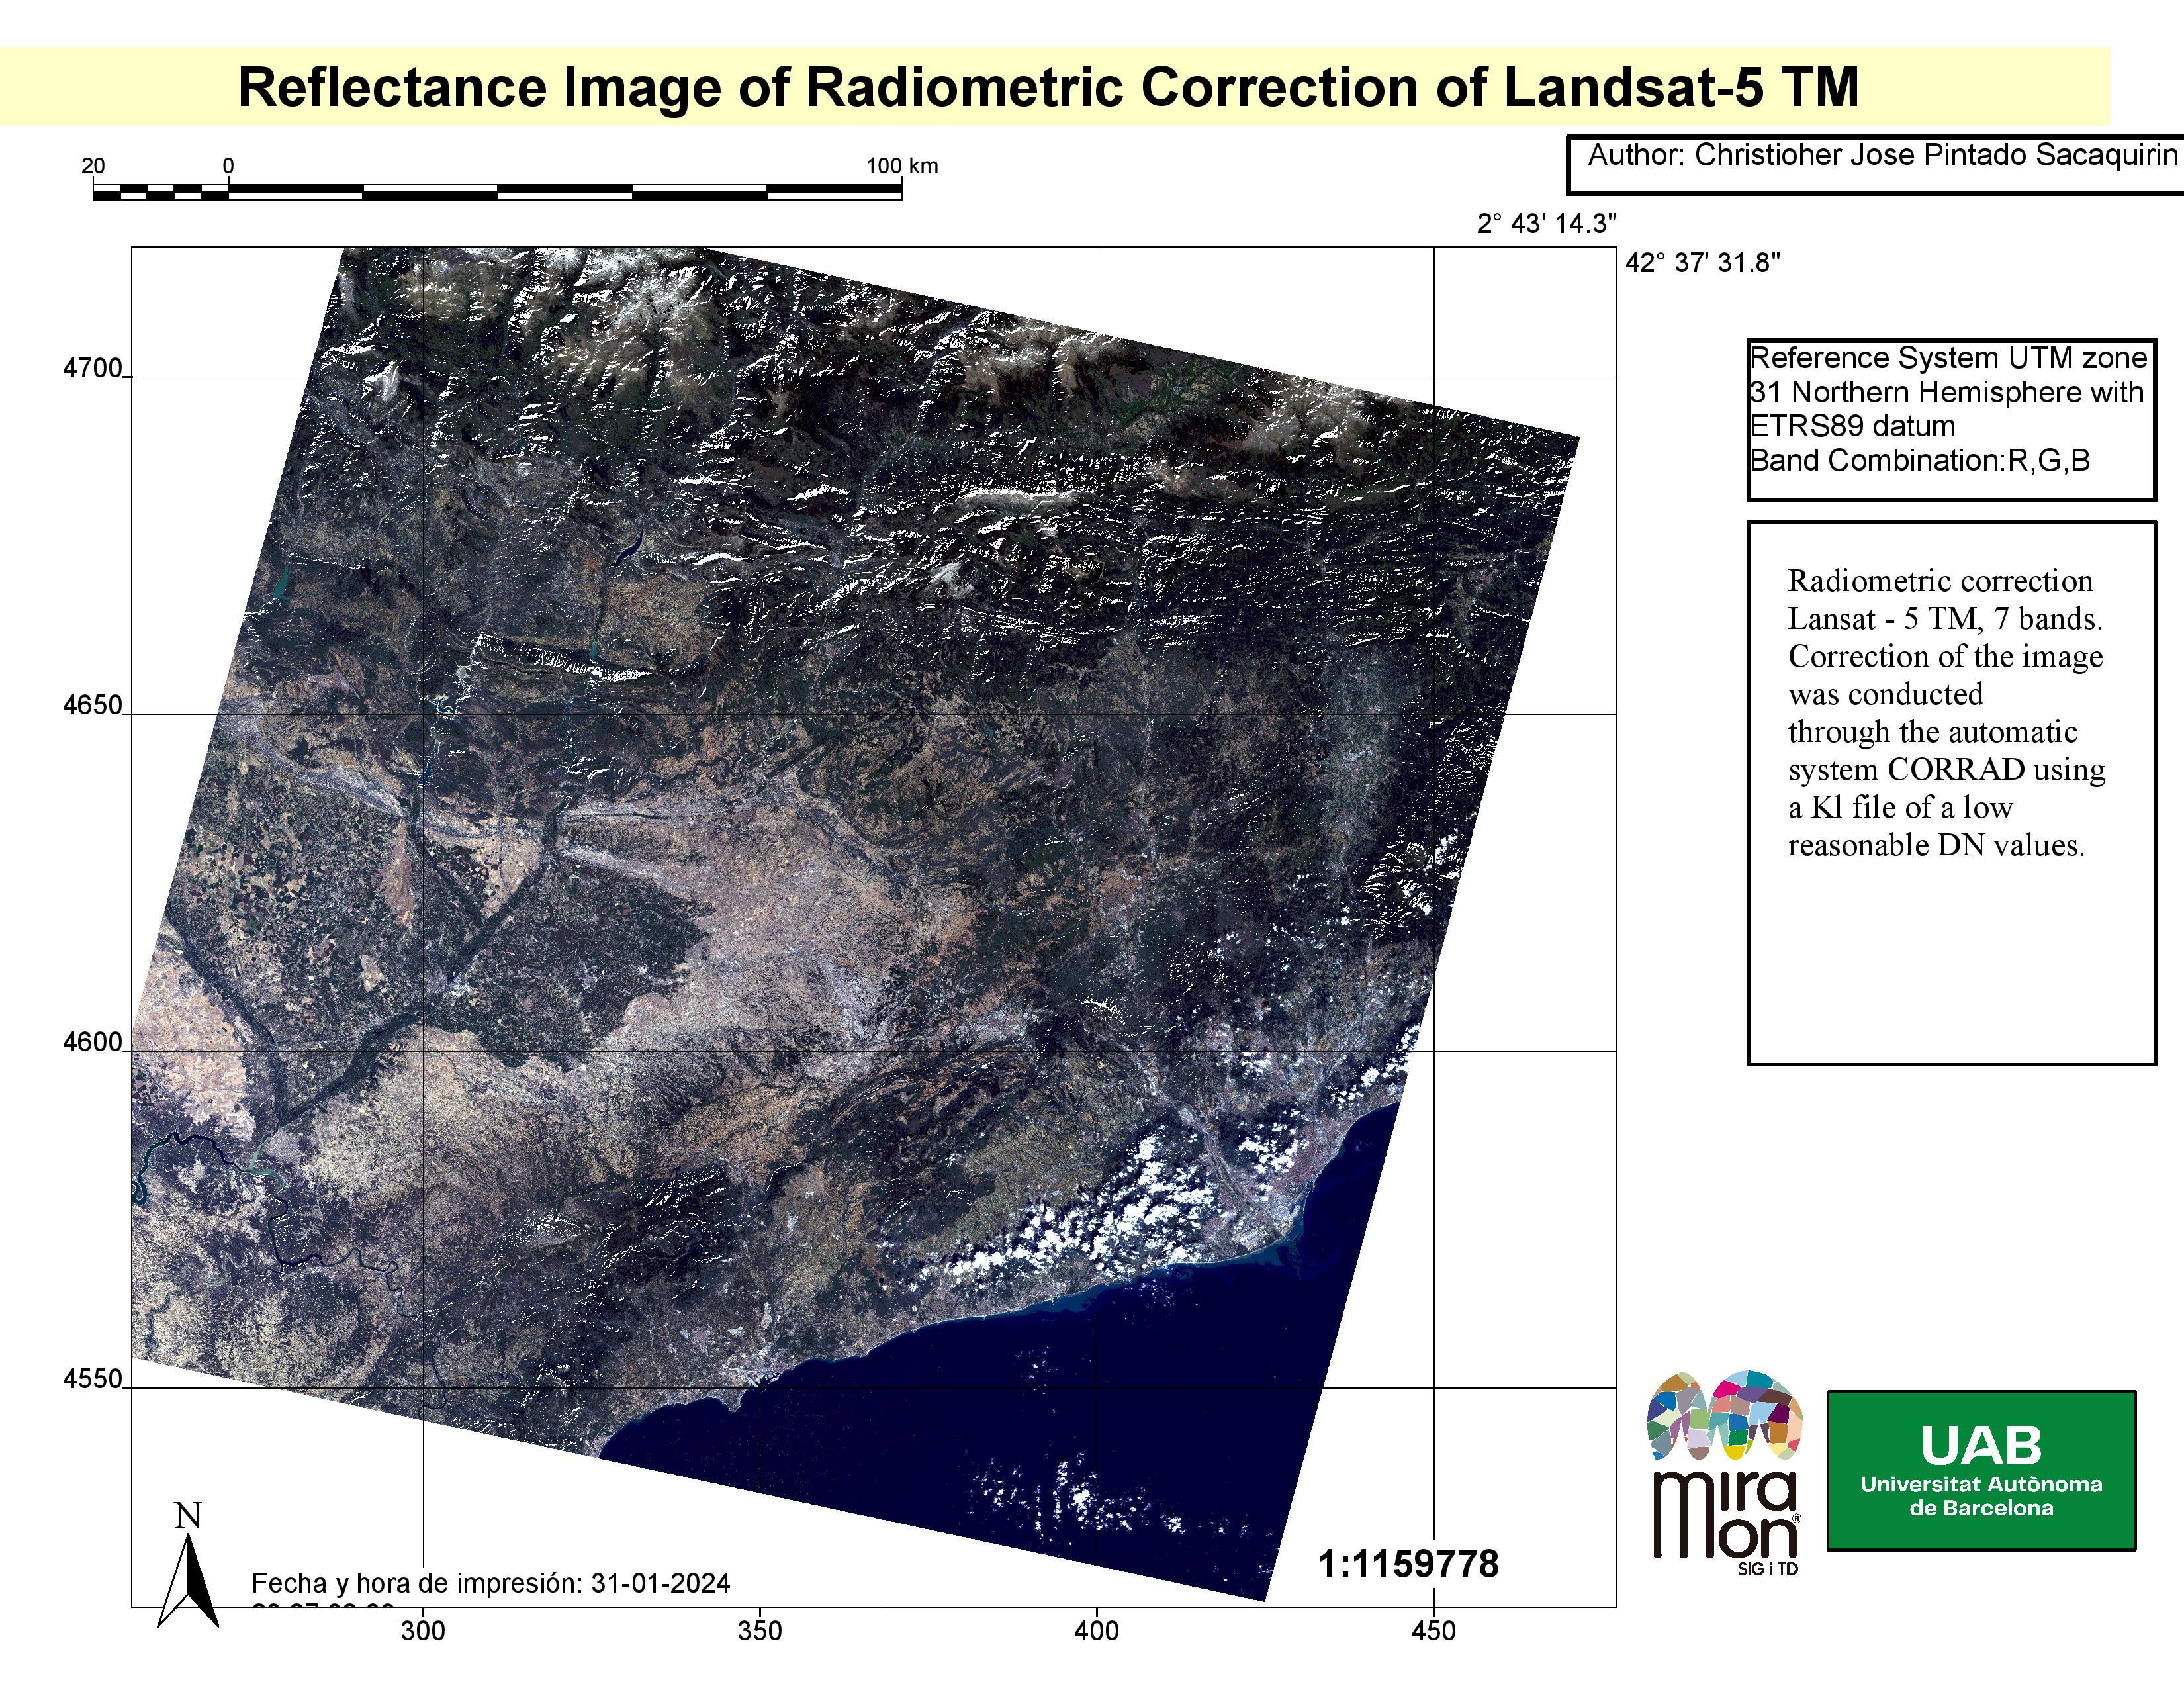 Reflectance Image of Radiometric Correction of Landsat-5 TM
20 0 100 km
Author: Christioher Jose Pintado Sacaquirin
2° 43' 14.3"
42° 37' 31.8"
Reference System UTM zone
31 Northern Hemisphere with
ETRS89 datum
Band Combination:R,G,B
Radiometric correction
Lansat - 5 TM, 7 bands.
Correction of the image
was conducted
through the automatic
system CORRAD using
a Kl file of a low
reasonable DN values.
4700
4650
4600
4550
mira
mon®
SIG i TD
UAB
Universitat Autònoma
de Barcelona
N
1:1159778
Fecha y hora de impresión: 31-01-2024
300 350 400 450